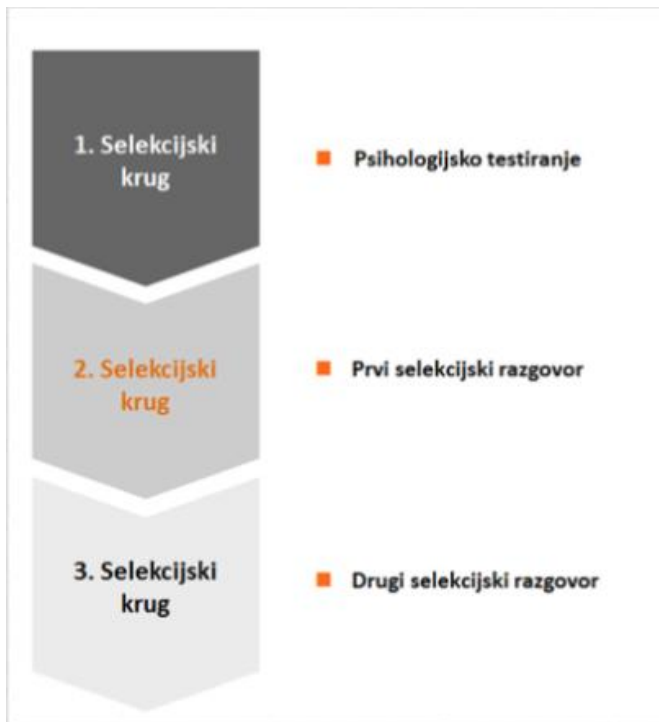 1. Selekcijski
krug
Psihologijsko testiranje
2. Selekcijski
krug
Prvi selekcijski razgovor
3. Selekcijski
krug
Drugi selekcijski razgovor